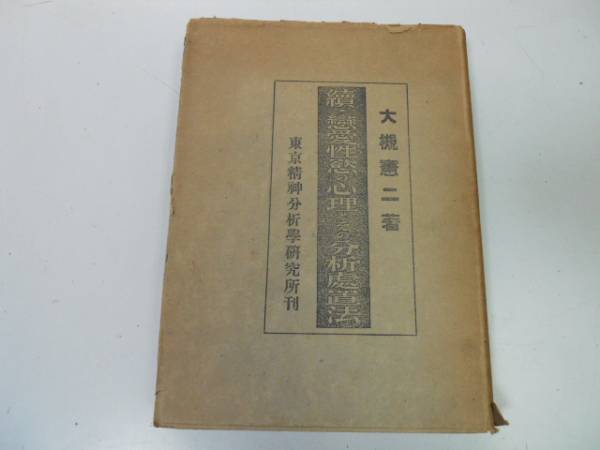 大槻憲二著
續・戀愛性慾の心理とその分析處置法
東京精神分析學研究所刊